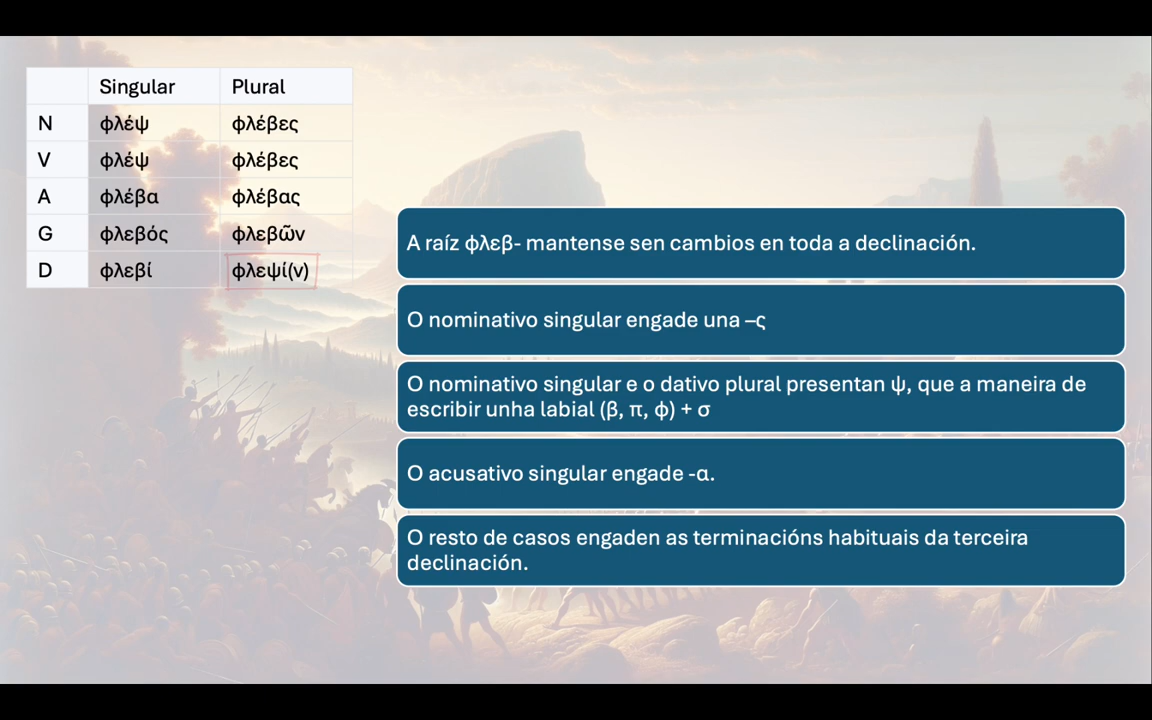 Singular Plural
N φλέψ φλέβες
V φλέψ φλέβες
A φλέβα φλέβας
G φλεβός φλεβῶν
D φλεβί φλεψί(ν)
A raíz φλεβ- mantense sen cambios en toda a declinación.
O nominativo singular engade una –ς
O nominativo singular e o dativo plural presentan ψ, que a maneira de
escribir unha labial (β, π, φ) + σ
O acusativo singular engade -α.
O resto de casos engaden as terminacións habituais da terceira
declinación.